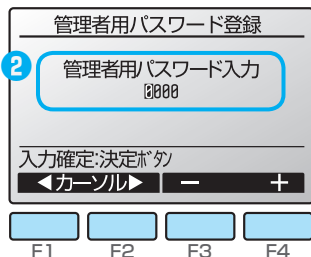 管理者用パスワード登録
2
管理者用パスワード入力
0000
入力確定:決定ボタン
◀カーソル▶ － ＋
F1 F2 F3 F4